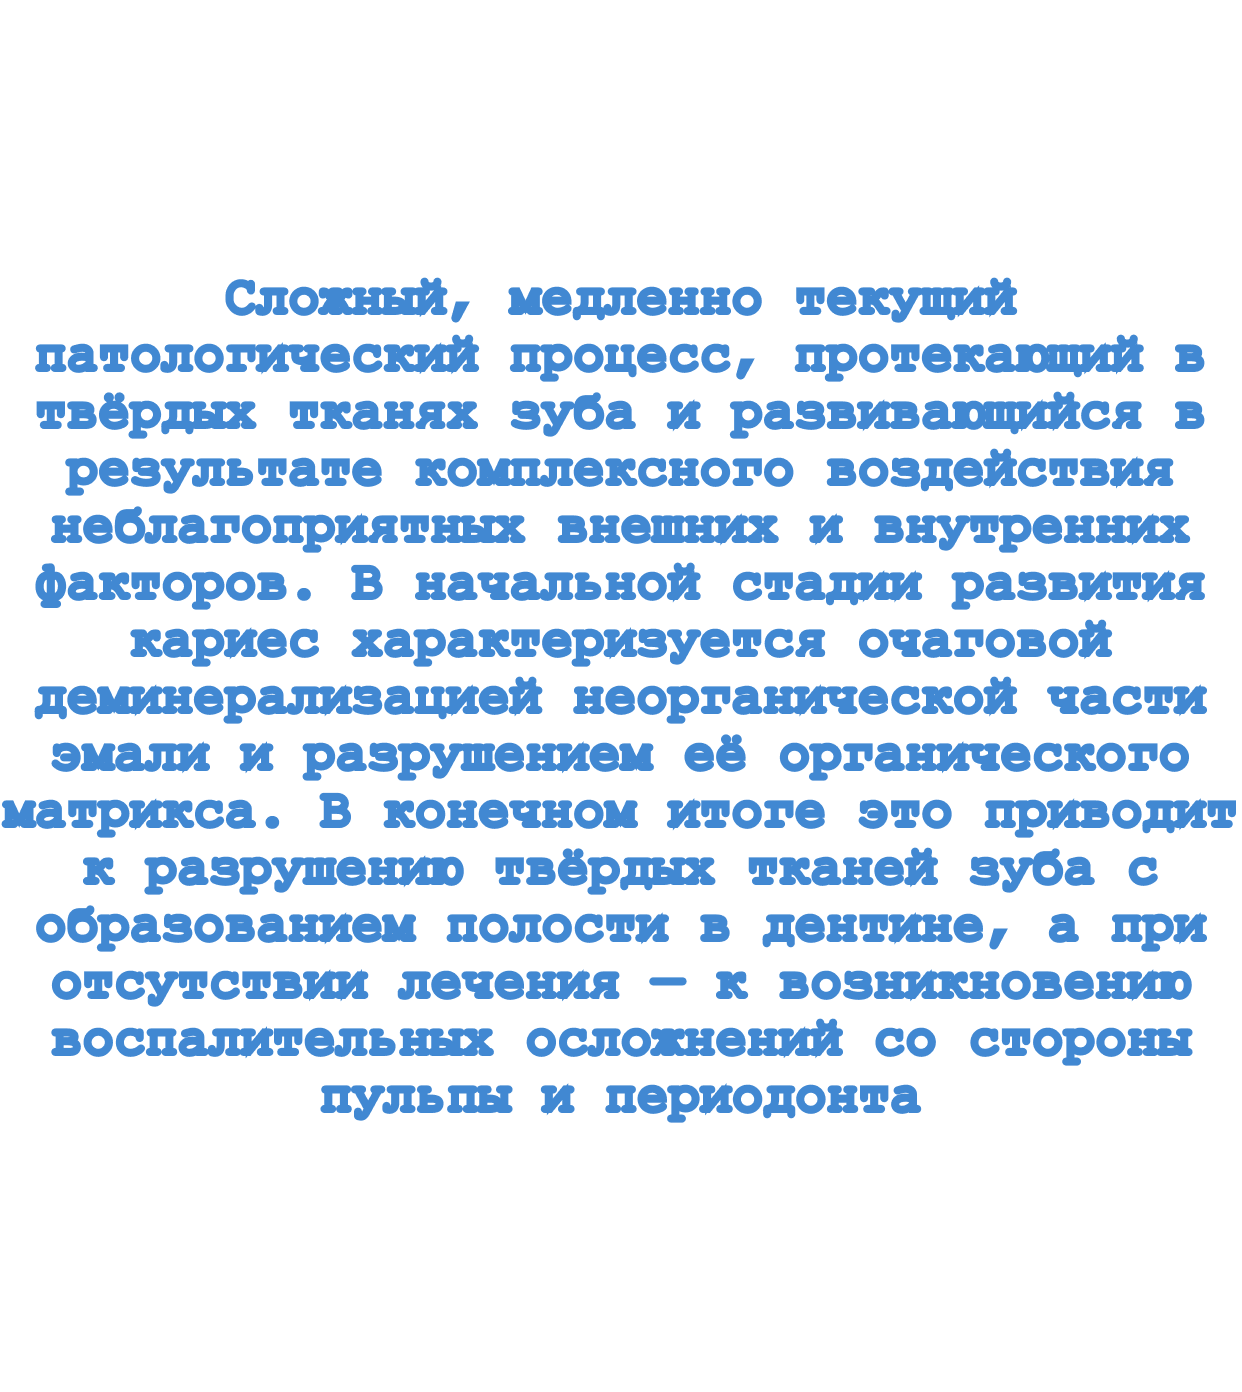 Сложный, медленно текущий
патологический процесс, протекающий в
твёрдых тканях зуба и развивающийся в
результате комплексного воздействия
неблагоприятных внешних и внутренних
факторов. В начальной стадии развития
кариес характеризуется очаговой
деминерализацией неорганической части
эмали и разрушением её органического
матрикса. В конечном итоге это приводит
к разрушению твёрдых тканей зуба с
образованием полости в дентине, а при
отсутствии лечения — к возникновению
воспалительных осложнений со стороны
пульпы и периодонта